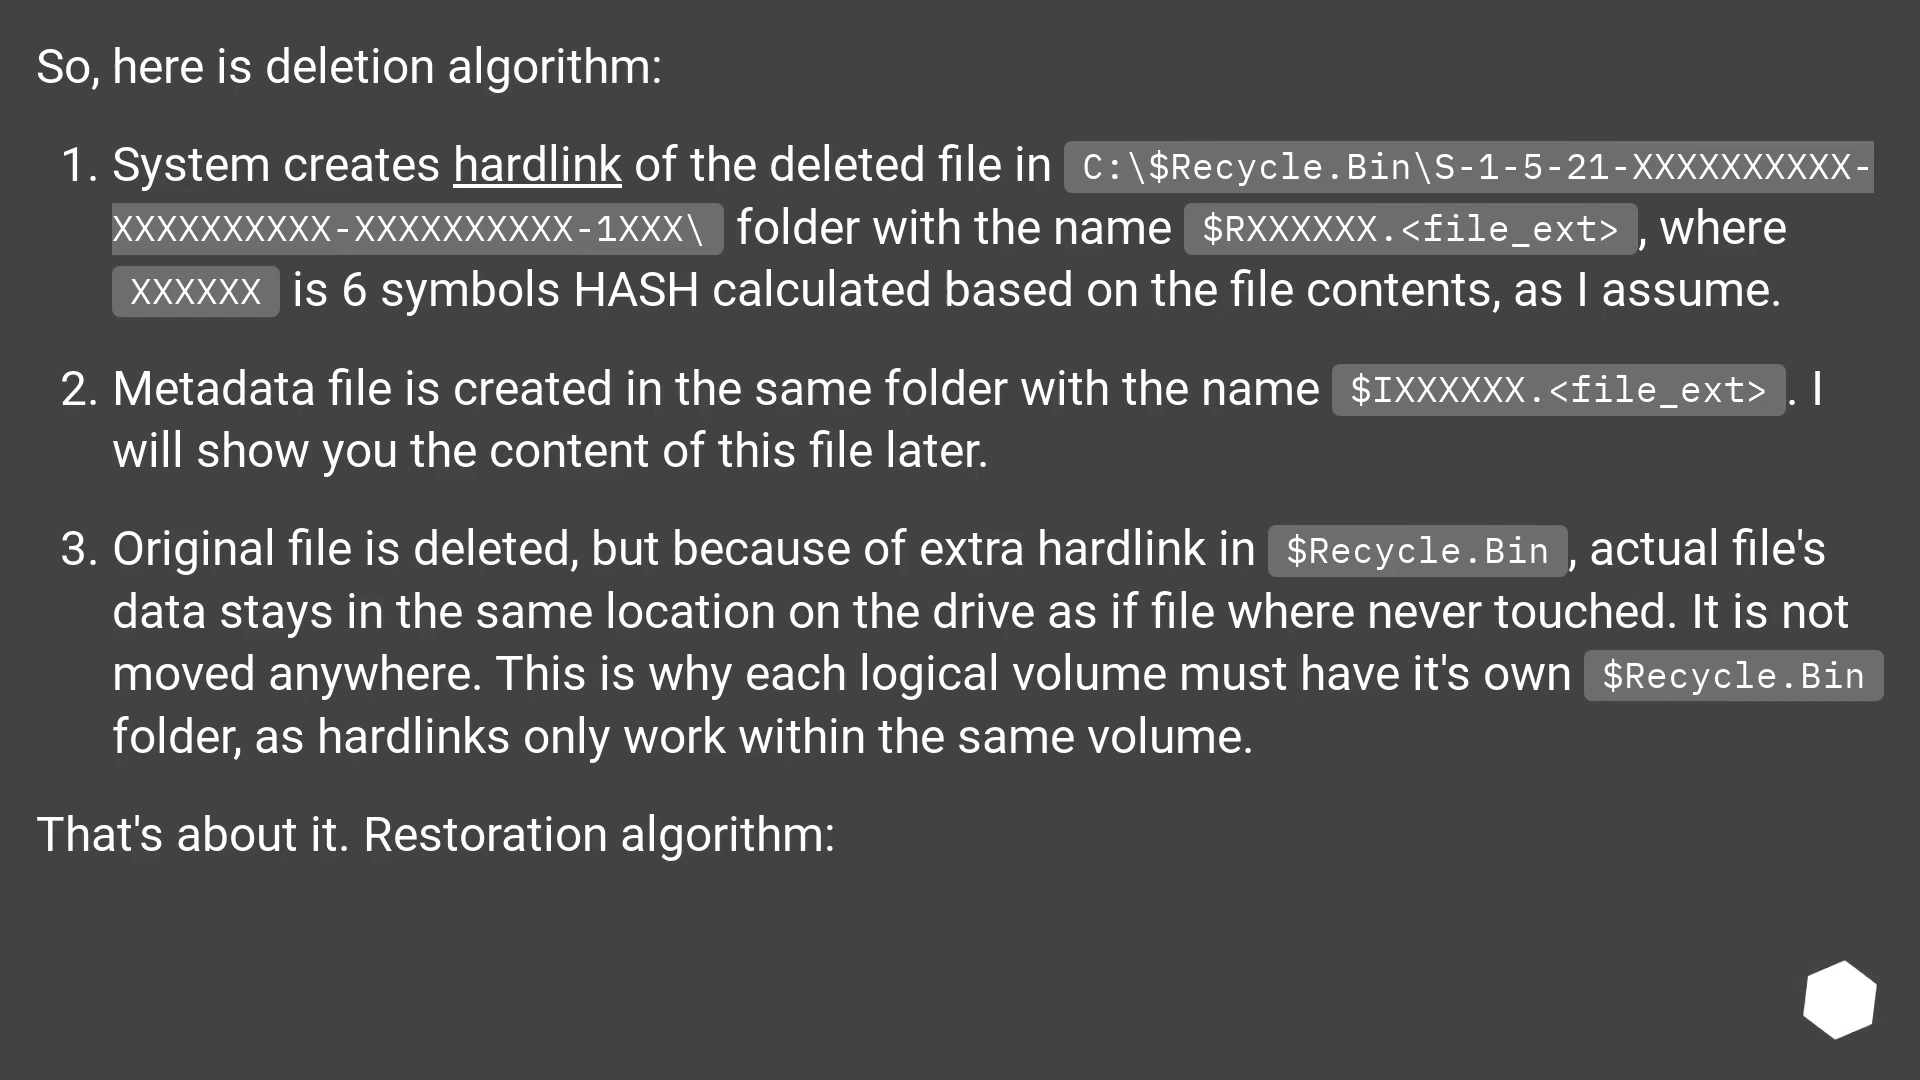 So, here is deletion algorithm:
1. System creates hardlink of the deleted file in C:\$Recycle.Bin\S-1-5-21-XXXXXXXXXX-
XXXXXXXXXX-XXXXXXXXXX-1XXX\ folder with the name $RXXXXXX.<file_ext>, where
XXXXXX is 6 symbols HASH calculated based on the file contents, as I assume.
2. Metadata file is created in the same folder with the name $IXXXXXX.<file_ext>. I
will show you the content of this file later.
3. Original file is deleted, but because of extra hardlink in $Recycle.Bin, actual file's
data stays in the same location on the drive as if file where never touched. It is not
moved anywhere. This is why each logical volume must have it's own $Recycle.Bin
folder, as hardlinks only work within the same volume.
That's about it. Restoration algorithm: